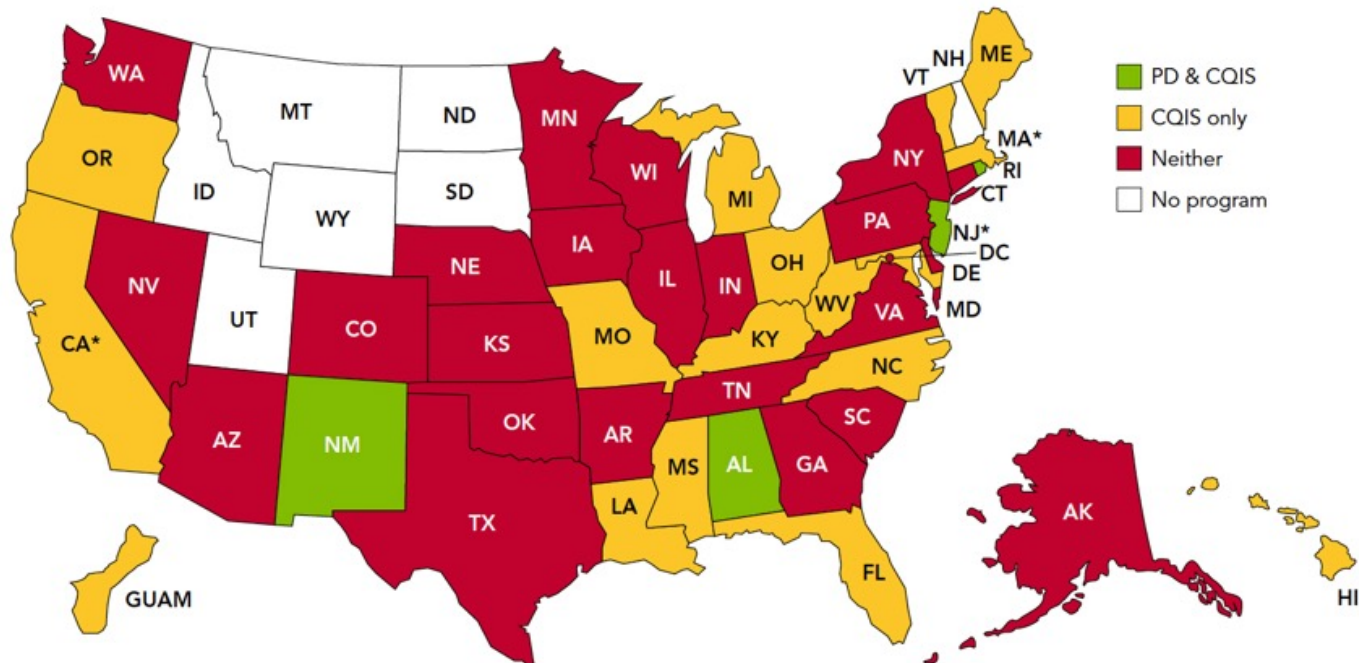 WA
MT
ND
MN
VT
NH
ME
OR
ID
WY
SD
WI
MI
NY
MA*
RI
CT
NV
UT
CO
NE
IA
IL
IN
OH
PA
NJ*
DC
DE
MD
WV
VA
CA*
KS
MO
KY
NC
AZ
NM
OK
AR
TN
SC
TX
LA
MS
AL
GA
FL
AK
HI
GUAM
PD & CQIS
CQIS only
Neither
No program